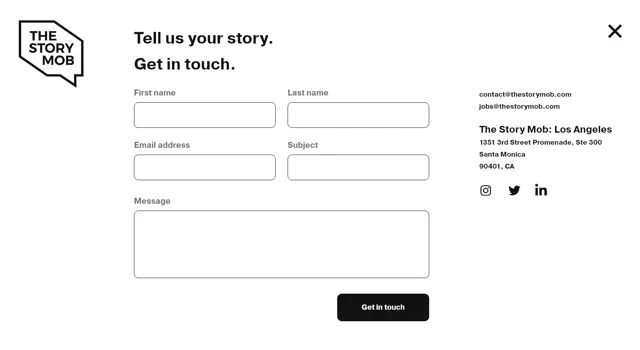 THE
STORY
MOB
Tell us your story.
Get in touch.
First name
Last name
Email address
Subject
Message
Get in touch
contact@thestorymob.com
jobs@thestorymob.com
The Story Mob: Los Angeles
1351 3rd Street Promenade, Ste 300
Santa Monica
90401, CA